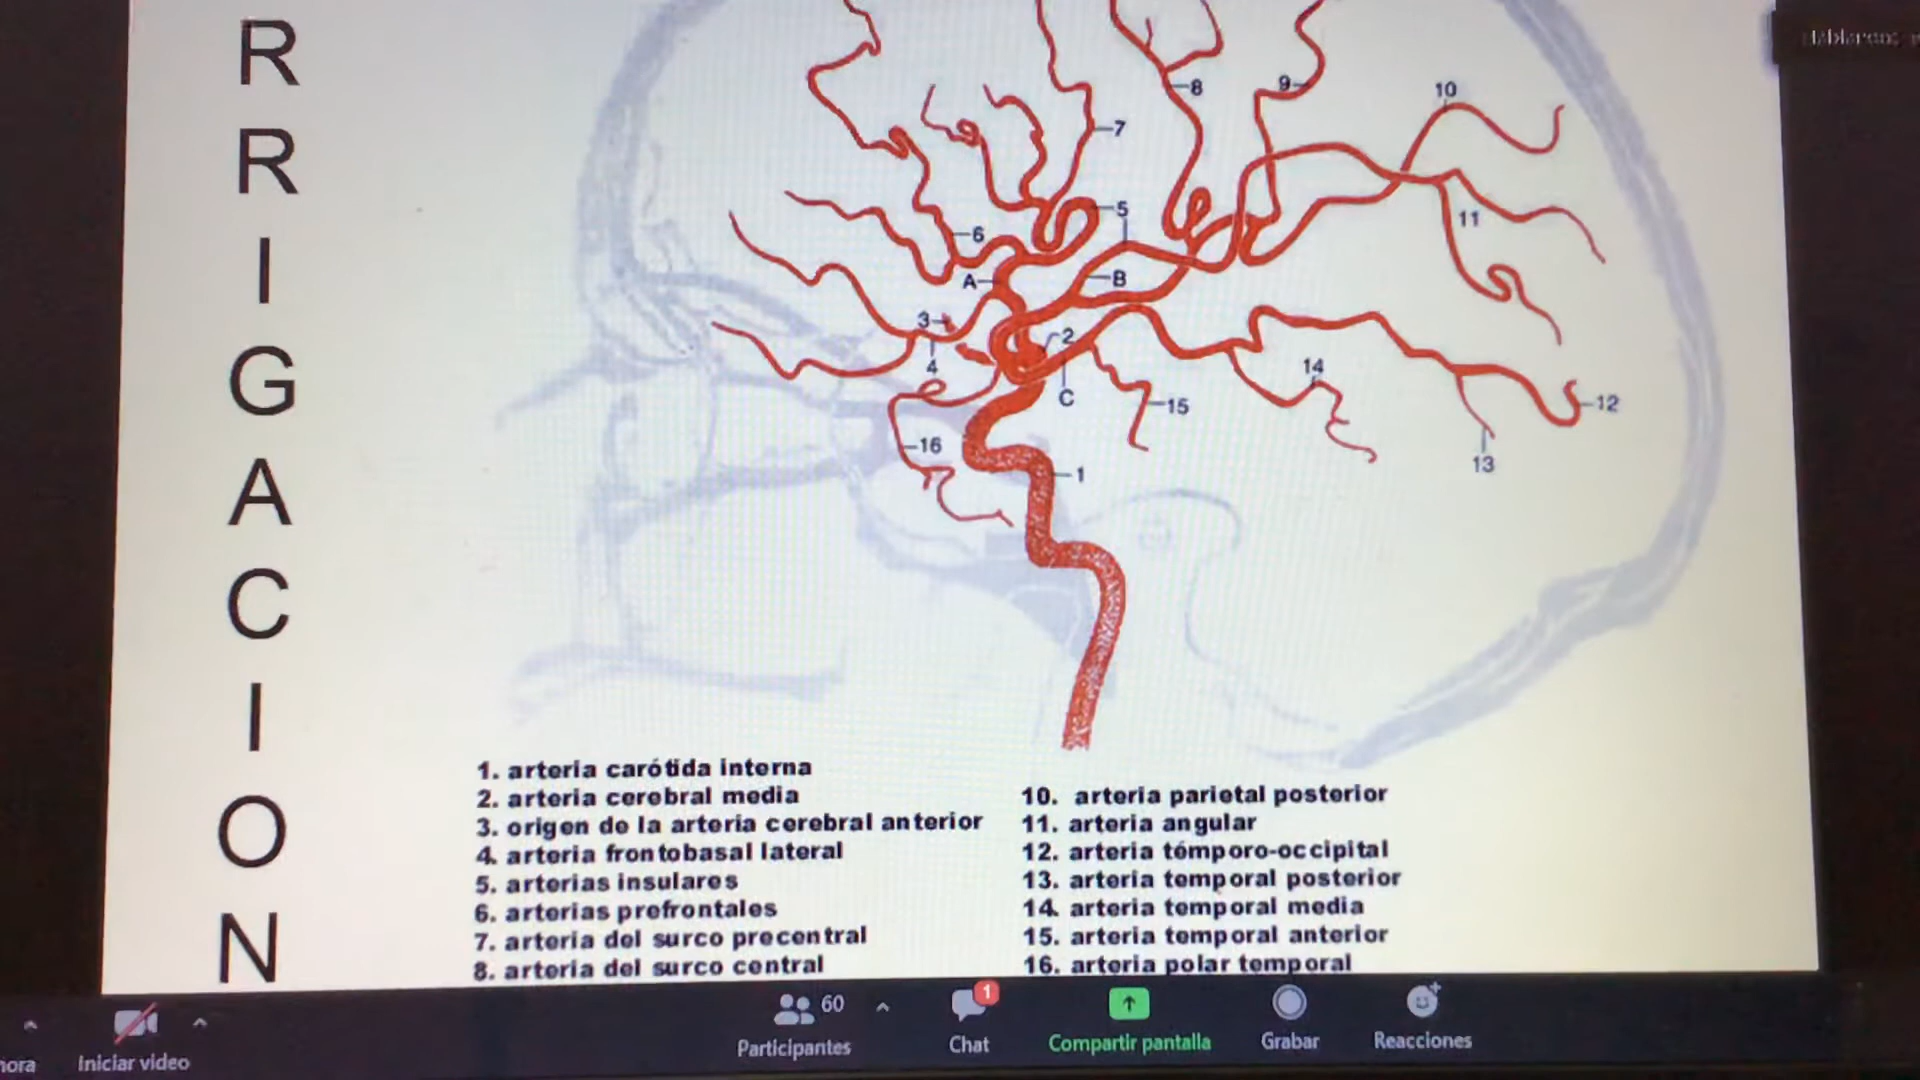 R
R
I
G
A
C
I
O
N
8
9
10
7
5
5
6
11
A
B
3
2
4
14
C
15
12
16
13
1
1. arteria carótida interna
2. arteria cerebral media
3. origen de la arteria cerebral anterior
4. arteria frontobasal lateral
5. arterias insulares
6. arterias prefrontales
7. arteria del surco precentral
8. arteria del surco central
10. arteria parietal posterior
11. arteria angular
12. arteria témporo-occipital
13. arteria temporal posterior
14. arteria temporal media
15. arteria temporal anterior
16. arteria polar temporal
Iniciar video
60
Participantes
1
Chat
Compartir pantalla
Grabar
Reacciones